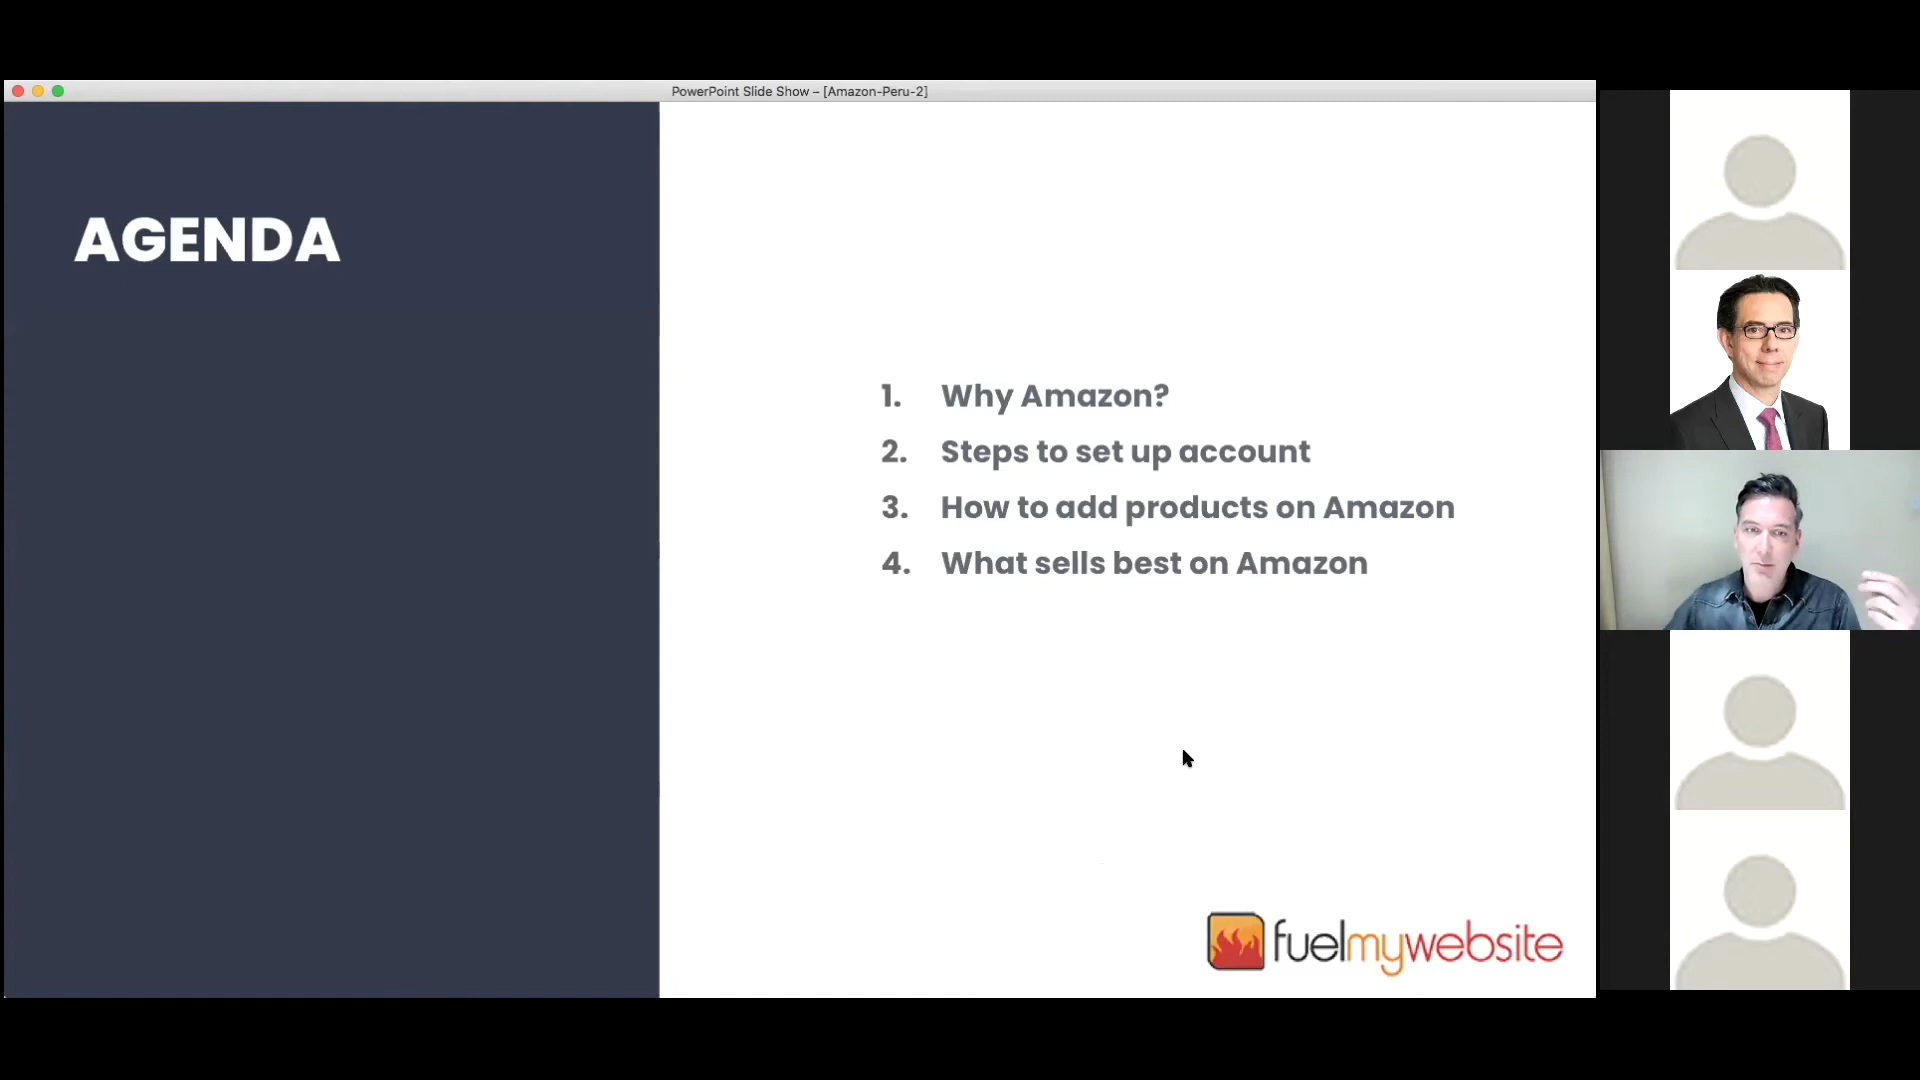 PowerPoint Slide Show – [Amazon-Peru-2]
AGENDA
1. Why Amazon?
2. Steps to set up account
3. How to add products on Amazon
4. What sells best on Amazon
fuelmywebsite